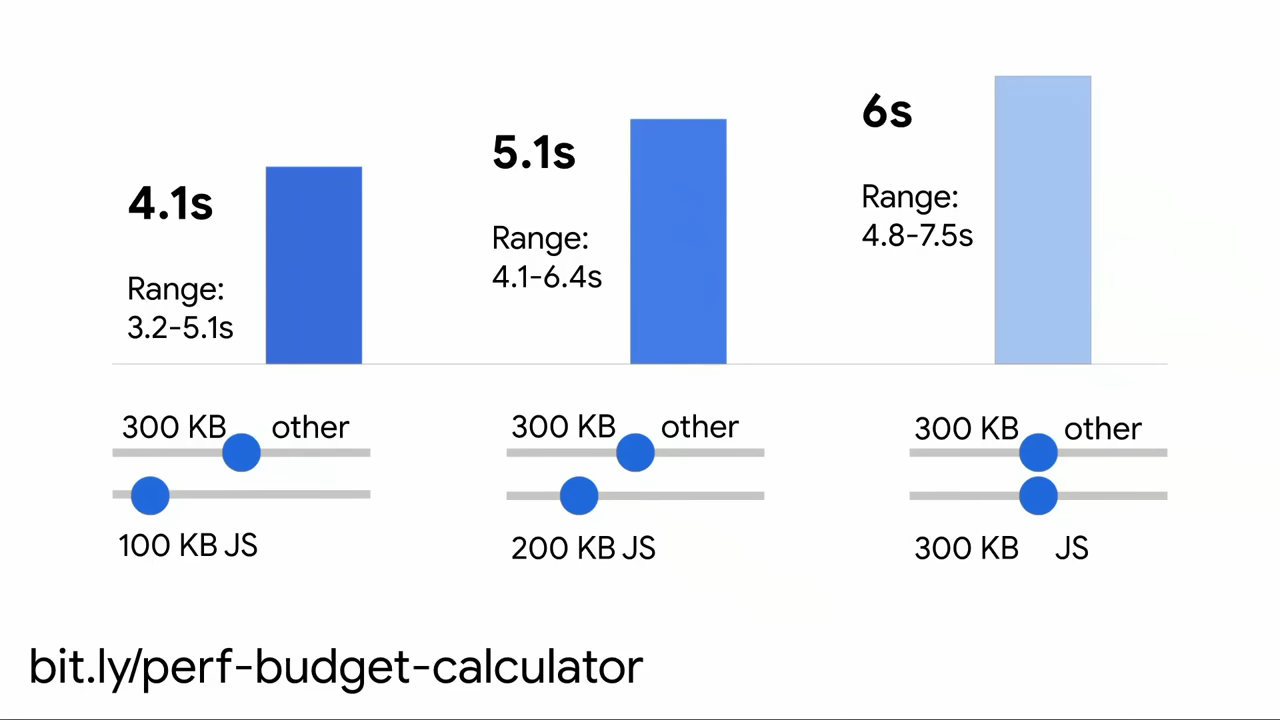 4.1s
Range:
3.2-5.1s
300 KB other
100 KB JS
5.1s
Range:
4.1-6.4s
300 KB other
200 KB JS
6s
Range:
4.8-7.5s
300 KB other
300 KB JS
bit.ly/perf-budget-calculator